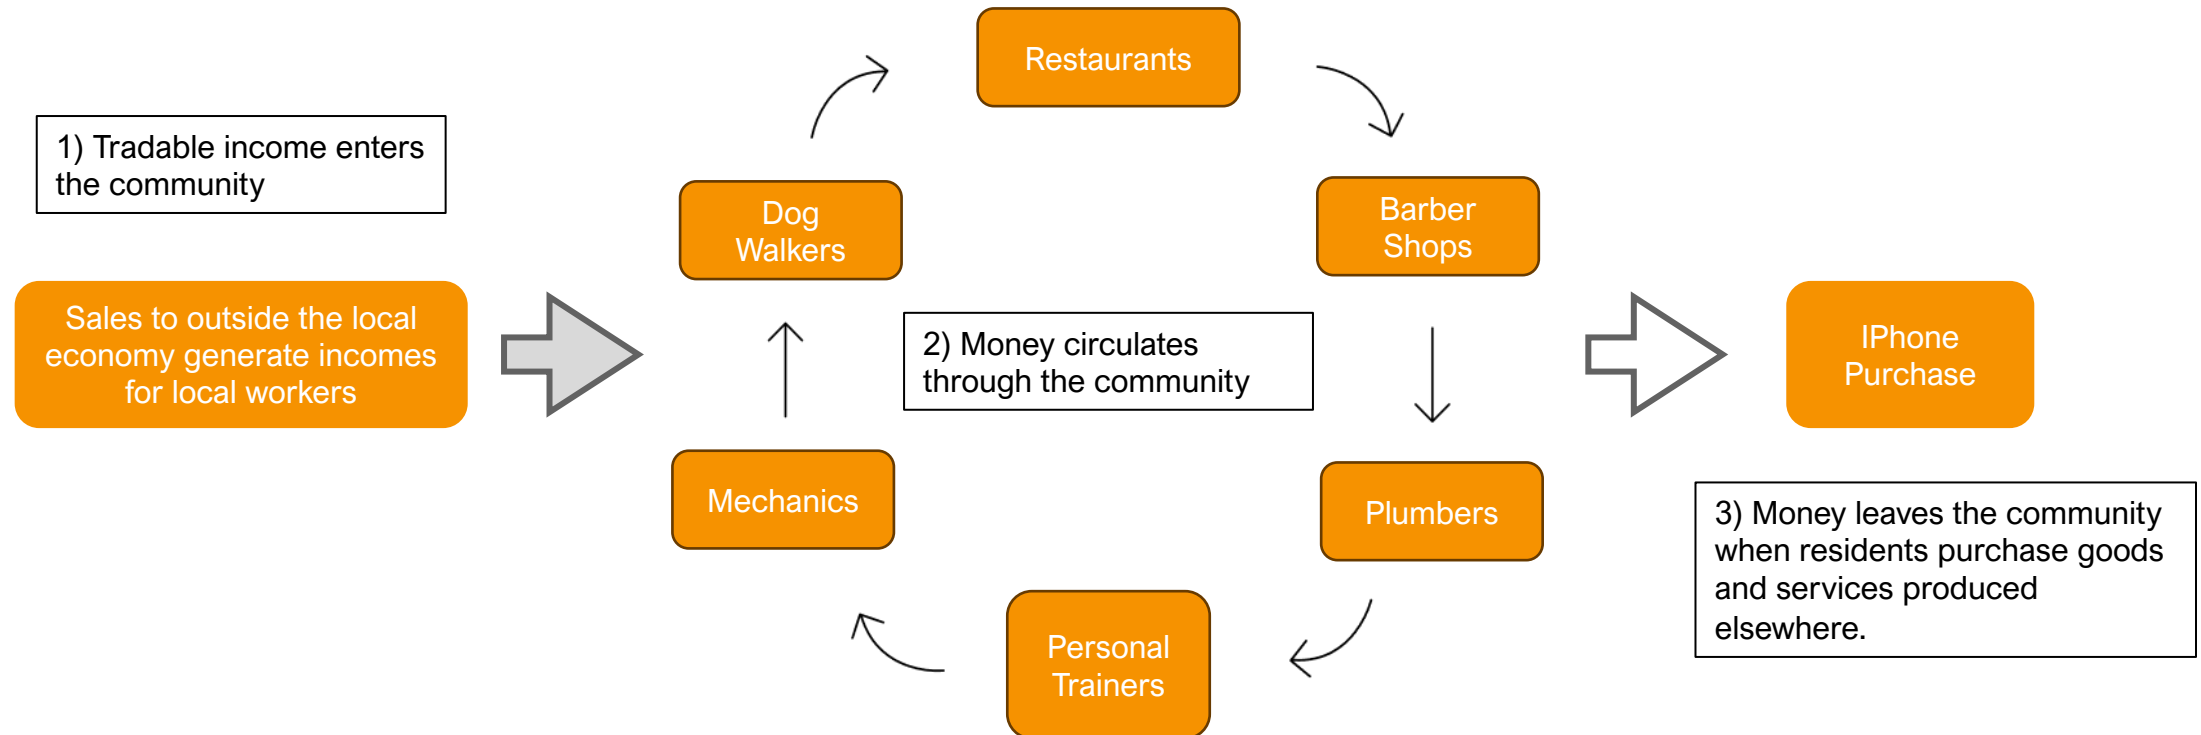 1) Tradable income enters
the community
Sales to outside the local
economy generate incomes
for local workers
Restaurants
Dog
Walkers
Barber
Shops
2) Money circulates
through the community
Mechanics
Plumbers
Personal
Trainers
IPhone
Purchase
3) Money leaves the community
when residents purchase goods
and services produced
elsewhere.